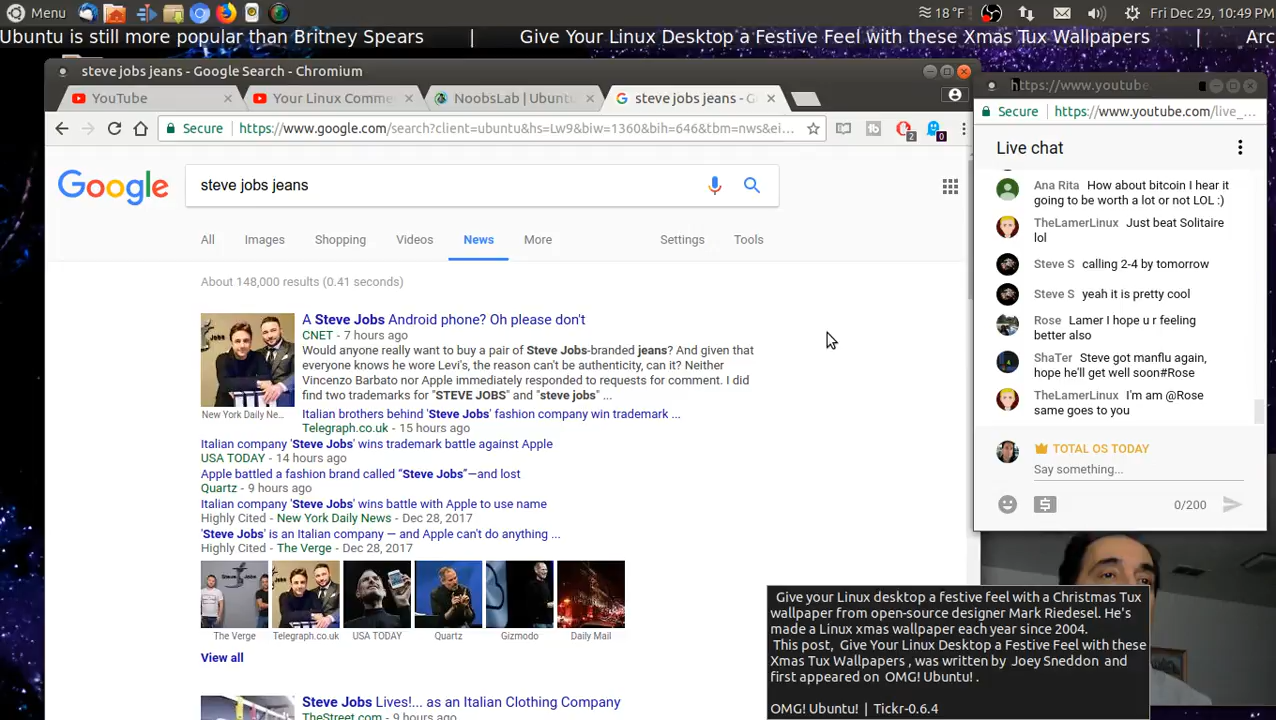 Menu
18 °F
Fri Dec 29, 10:49 PM
Ubuntu is still more popular than Britney Spears | Give Your Linux Desktop a Festive Feel with these Xmas Tux Wallpapers | Arc
steve jobs jeans - Google Search - Chromium
YouTube
Your Linux Comme
NoobsLab | Ubuntu
steve jobs jeans - G
Secure
https://www.google.com/search?client=ubuntu&hs=Lw9&biw=1360&bih=646&tbm=nws&ei...
2
0
Google
steve jobs jeans
All
Images
Shopping
Videos
News
More
Settings
Tools
About 148,000 results (0.41 seconds)
A Steve Jobs Android phone? Oh please don't
CNET - 7 hours ago
Would anyone really want to buy a pair of Steve Jobs-branded jeans? And given that
everyone knows he wore Levi's, the reason can't be authenticity, can it? Neither
Vincenzo Barbato nor Apple immediately responded to requests for comment. I did
find two trademarks for "STEVE JOBS" and "steve jobs" ...
New York Daily Ne...
Italian brothers behind 'Steve Jobs' fashion company win trademark ...
Telegraph.co.uk - 15 hours ago
Italian company 'Steve Jobs' wins trademark battle against Apple
USA TODAY - 14 hours ago
Apple battled a fashion brand called “Steve Jobs”—and lost
Quartz - 9 hours ago
Italian company 'Steve Jobs' wins battle with Apple to use name
Highly Cited - New York Daily News - Dec 28, 2017
'Steve Jobs' is an Italian company — and Apple can't do anything ...
Highly Cited - The Verge - Dec 28, 2017
The Verge
Telegraph.co.uk
USA TODAY
Quartz
Gizmodo
Daily Mail
View all
Steve Jobs Lives!... as an Italian Clothing Company
TheStreet.com - 9 hours ago
https://www.youtube.
Secure
https://www.youtube.com/live_...
Live chat
Ana Rita How about bitcoin I hear it
going to be worth a lot or not LOL :)
TheLamerLinux Just beat Solitaire
lol
Steve S calling 2-4 by tomorrow
Steve S yeah it is pretty cool
Rose Lamer I hope u r feeling
better also
ShaTer Steve got manflu again,
hope he'll get well soon#Rose
TheLamerLinux I'm am @Rose
same goes to you
TOTAL OS TODAY
Say something...
0/200
Give your Linux desktop a festive feel with a Christmas Tux
wallpaper from open-source designer Mark Riedesel. He's
made a Linux xmas wallpaper each year since 2004.
This post, Give Your Linux Desktop a Festive Feel with these
Xmas Tux Wallpapers , was written by Joey Sneddon and
first appeared on OMG! Ubuntu! .
OMG! Ubuntu! | Tickr-0.6.4